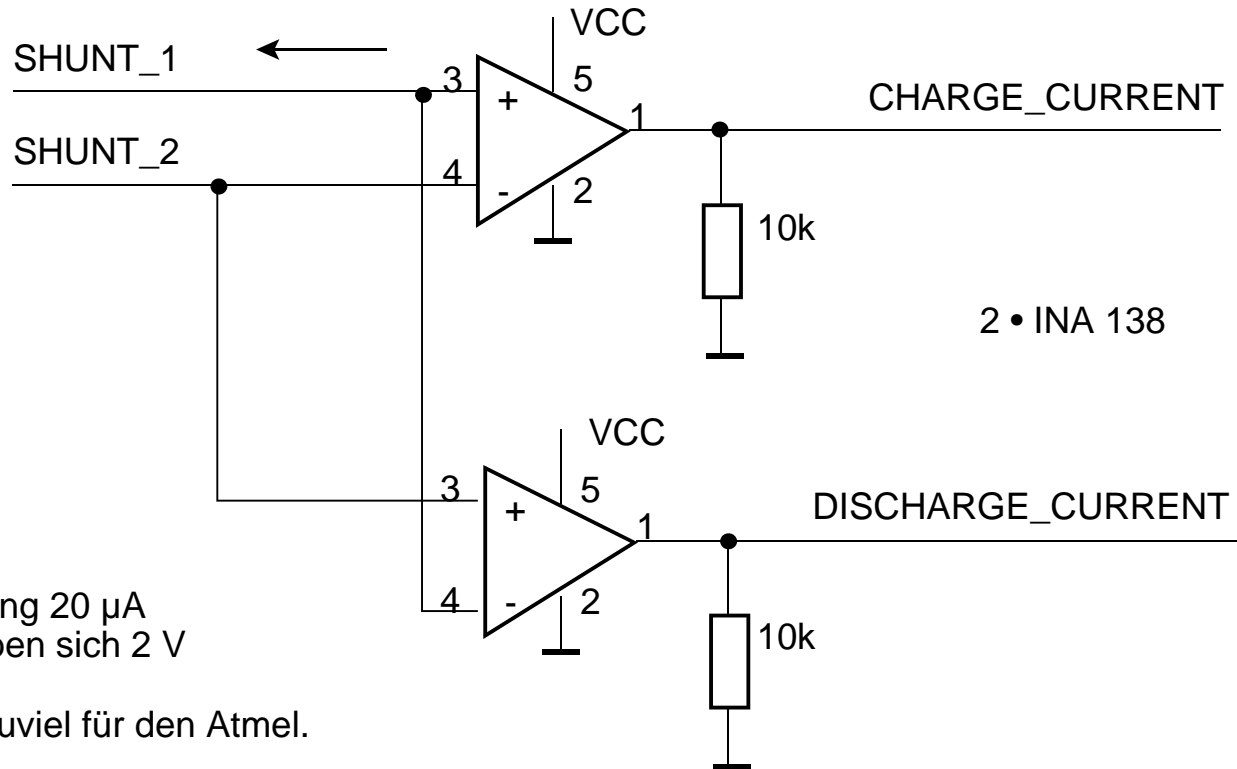 VCC
SHUNT_1
3
5
+
1
CHARGE_CURRENT
SHUNT_2
4
-
2
10k
2 • INA 138
VCC
3
5
+
1
DISCHARGE_CURRENT
4
-
2
10k
ng 20 µA
ben sich 2 V
uviel für den Atmel.